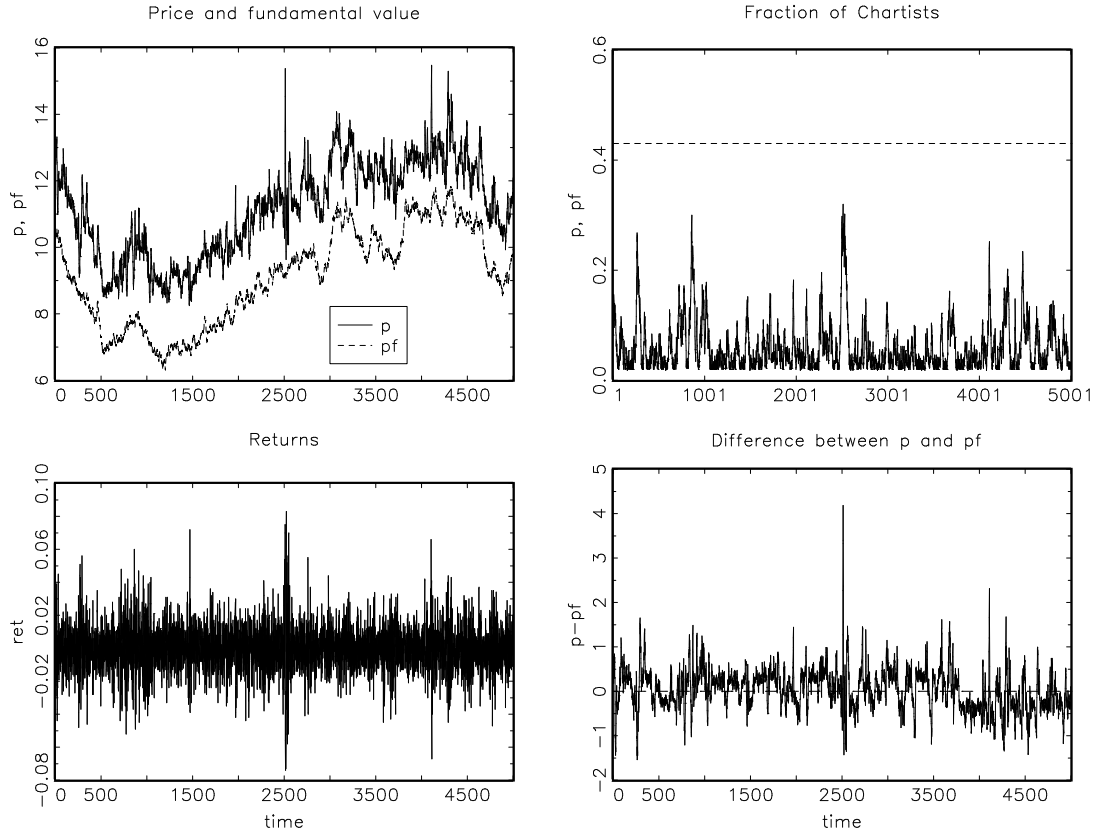 Price and fundamental value
p, pf
16
14
12
10
8
6
p
pf
0 500 1500 2500 3500 4500
Fraction of Chartists
p, pf
0.6
0.4
0.2
0.0
1 1001 2001 3001 4001 5001
Returns
ret
0.10
0.06
0.02
−0.02
−0.08
0 500 1500 2500 3500 4500
time
Difference between p and pf
p−pf
5
4
3
2
1
0
−1
−2
0 500 1500 2500 3500 4500
time